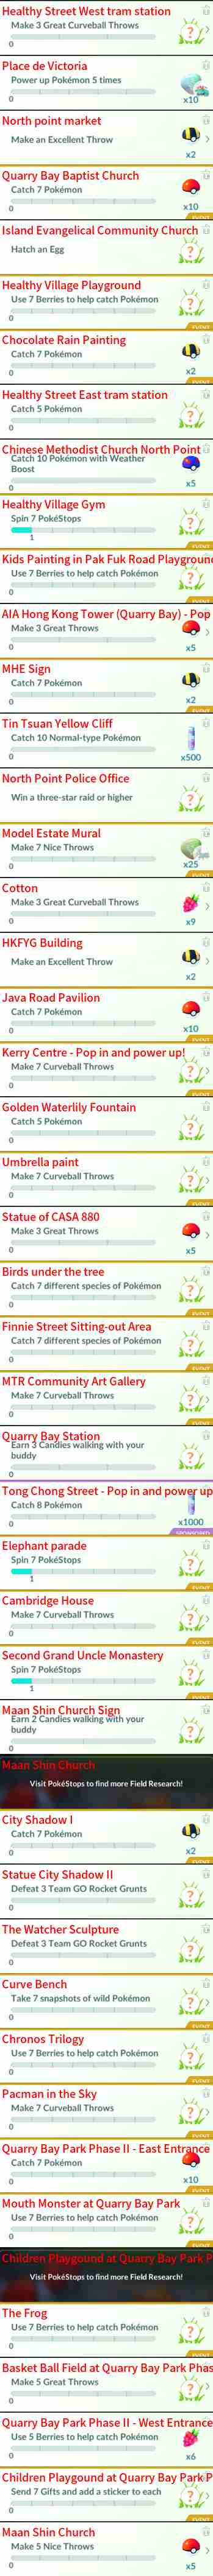 Healthy Street West tram station
Make 3 Great Curveball Throws
0
Place de Victoria
Power up Pokémon 5 times
0
x10
North point market
Make an Excellent Throw
x2
Quarry Bay Baptist Church
Catch 7 Pokémon
0
x10
EVENT
Island Evangelical Community Church
Hatch an Egg
EVENT
Healthy Village Playground
Use 7 Berries to help catch Pokémon
0
EVENT
Chocolate Rain Painting
Catch 7 Pokémon
0
x2
EVENT
Healthy Street East tram station
Catch 5 Pokémon
0
Chinese Methodist Church North Point
Catch 10 Pokémon with Weather
Boost
0
x5
Healthy Village Gym
Spin 7 PokéStops
1
EVENT
Kids Painting in Pak Fuk Road Playground
Use 7 Berries to help catch Pokémon
0
EVENT
AIA Hong Kong Tower (Quarry Bay) - Pop
Make 3 Great Throws
0
x5
MHE Sign
Catch 7 Pokémon
0
x2
EVENT
Tin Tsuan Yellow Cliff
Catch 10 Normal-type Pokémon
0
x500
North Point Police Office
Win a three-star raid or higher
Model Estate Mural
Make 7 Nice Throws
0
x25
Cotton
Make 3 Great Curveball Throws
0
x9
HKFYG Building
Make an Excellent Throw
x2
Java Road Pavilion
Catch 7 Pokémon
0
x10
EVENT
Kerry Centre - Pop in and power up!
Make 7 Curveball Throws
0
EVENT
Golden Waterlily Fountain
Catch 5 Pokémon
0
Umbrella paint
Make 7 Curveball Throws
0
EVENT
Statue of CASA 880
Make 3 Great Throws
0
x5
Birds under the tree
Catch 7 different species of Pokémon
0
EVENT
Finnie Street Sitting-out Area
Catch 7 different species of Pokémon
0
EVENT
MTR Community Art Gallery
Make 7 Curveball Throws
0
EVENT
Quarry Bay Station
Earn 3 Candies walking with your
buddy
0
Tong Chong Street - Pop in and power up
Catch 8 Pokémon
0
x1000
SPONSORED
Elephant parade
Spin 7 PokéStops
1
EVENT
Cambridge House
Make 7 Curveball Throws
0
EVENT
Second Grand Uncle Monastery
Spin 7 PokéStops
1
EVENT
Maan Shin Church Sign
Earn 2 Candies walking with your
buddy
0
Maan Shin Church
Visit PokéStops to find more Field Research!
City Shadow I
Catch 7 Pokémon
0
x2
EVENT
Statue City Shadow II
Defeat 3 Team GO Rocket Grunts
0
The Watcher Sculpture
Defeat 3 Team GO Rocket Grunts
0
Curve Bench
Take 7 snapshots of wild Pokémon
0
EVENT
Chronos Trilogy
Use 7 Berries to help catch Pokémon
0
EVENT
Pacman in the Sky
Make 7 Curveball Throws
0
EVENT
Quarry Bay Park Phase II - East Entrance
Catch 7 Pokémon
0
x10
EVENT
Mouth Monster at Quarry Bay Park
Use 7 Berries to help catch Pokémon
0
EVENT
Children Playgound at Quarry Bay Park P
Visit PokéStops to find more Field Research!
The Frog
Use 7 Berries to help catch Pokémon
0
EVENT
Basket Ball Field at Quarry Bay Park Phas
Make 5 Great Throws
0
Quarry Bay Park Phase II - West Entrance
Use 5 Berries to help catch Pokémon
0
x6
Children Playgound at Quarry Bay Park P
Send 7 Gifts and add a sticker to each
0
EVENT
Maan Shin Church
Make 5 Nice Throws
0
x5